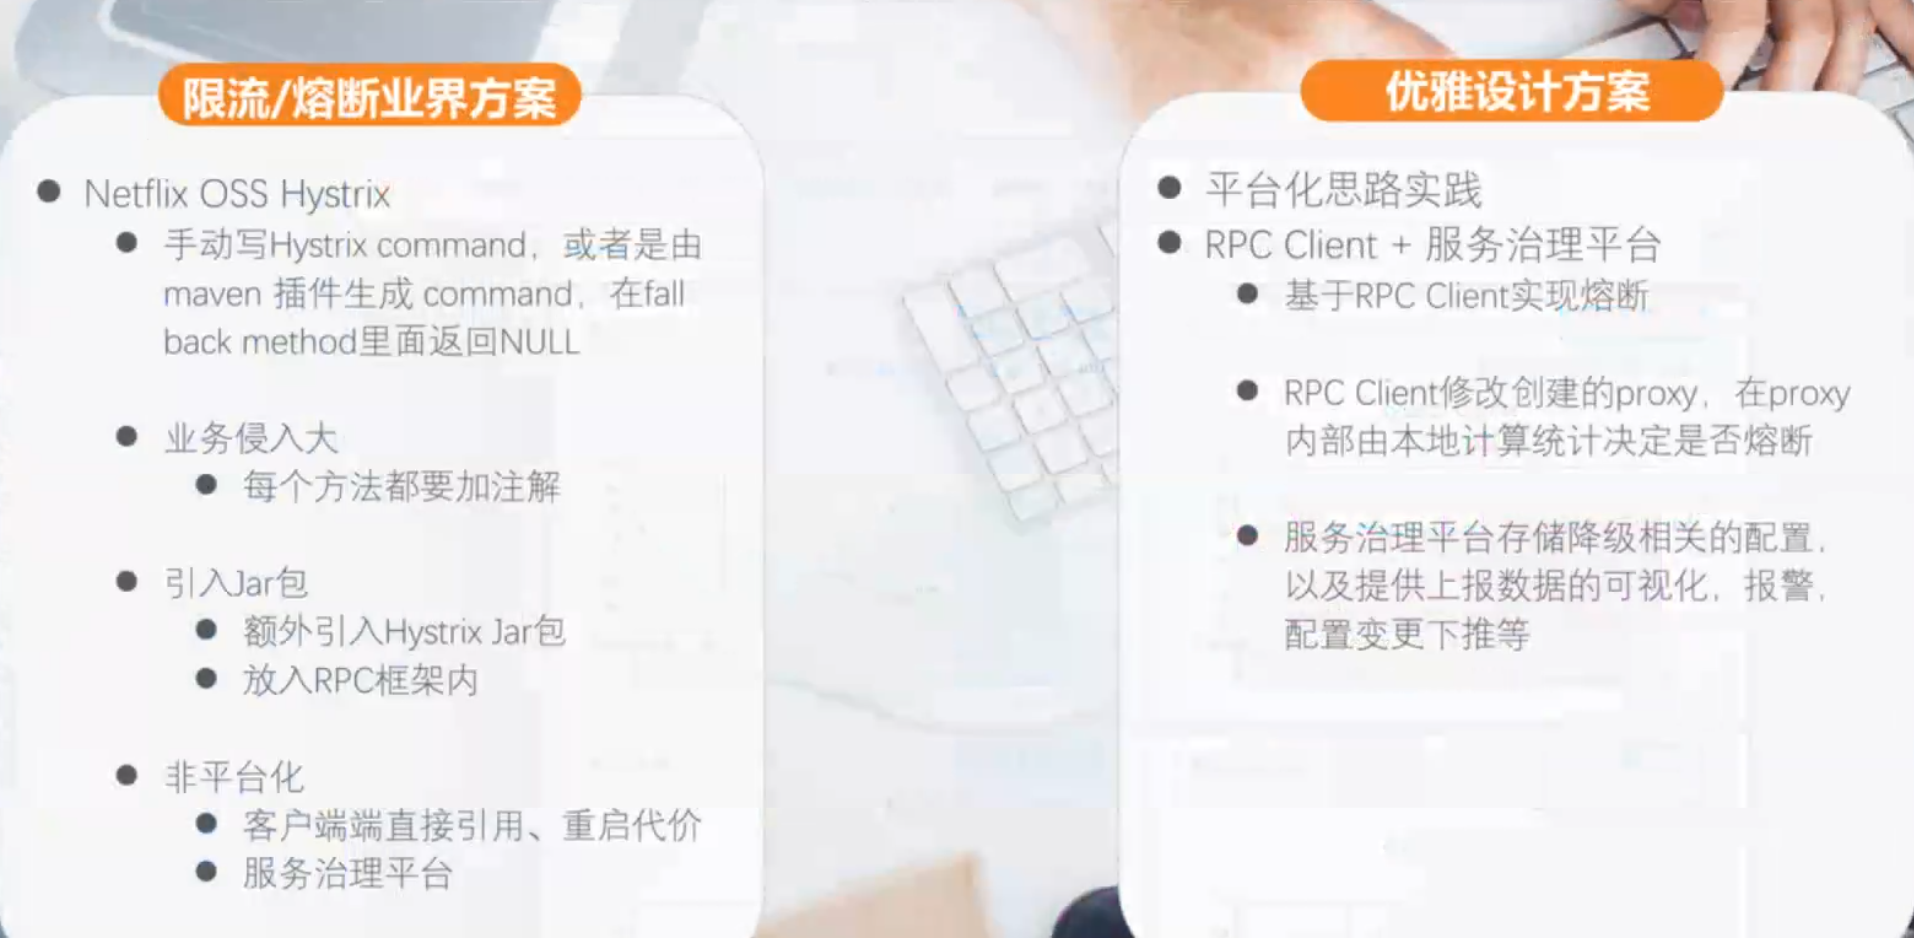 限流/熔断业界方案
Netflix OSS Hystrix
手动写Hystrix command，或者是由
maven 插件生成 command，在fall
back method里面返回NULL
业务侵入大
每个方法都要加注解
引入Jar包
额外引入Hystrix Jar包
放入RPC框架内
非平台化
客户端端直接引用、重启代价
服务治理平台
优雅设计方案
平台化思路实践
RPC Client + 服务治理平台
基于RPC Client实现熔断
RPC Client修改创建的proxy，在proxy
内部由本地计算统计决定是否熔断
服务治理平台存储降级相关的配置，
以及提供上报数据的可视化，报警，
配置变更下推等